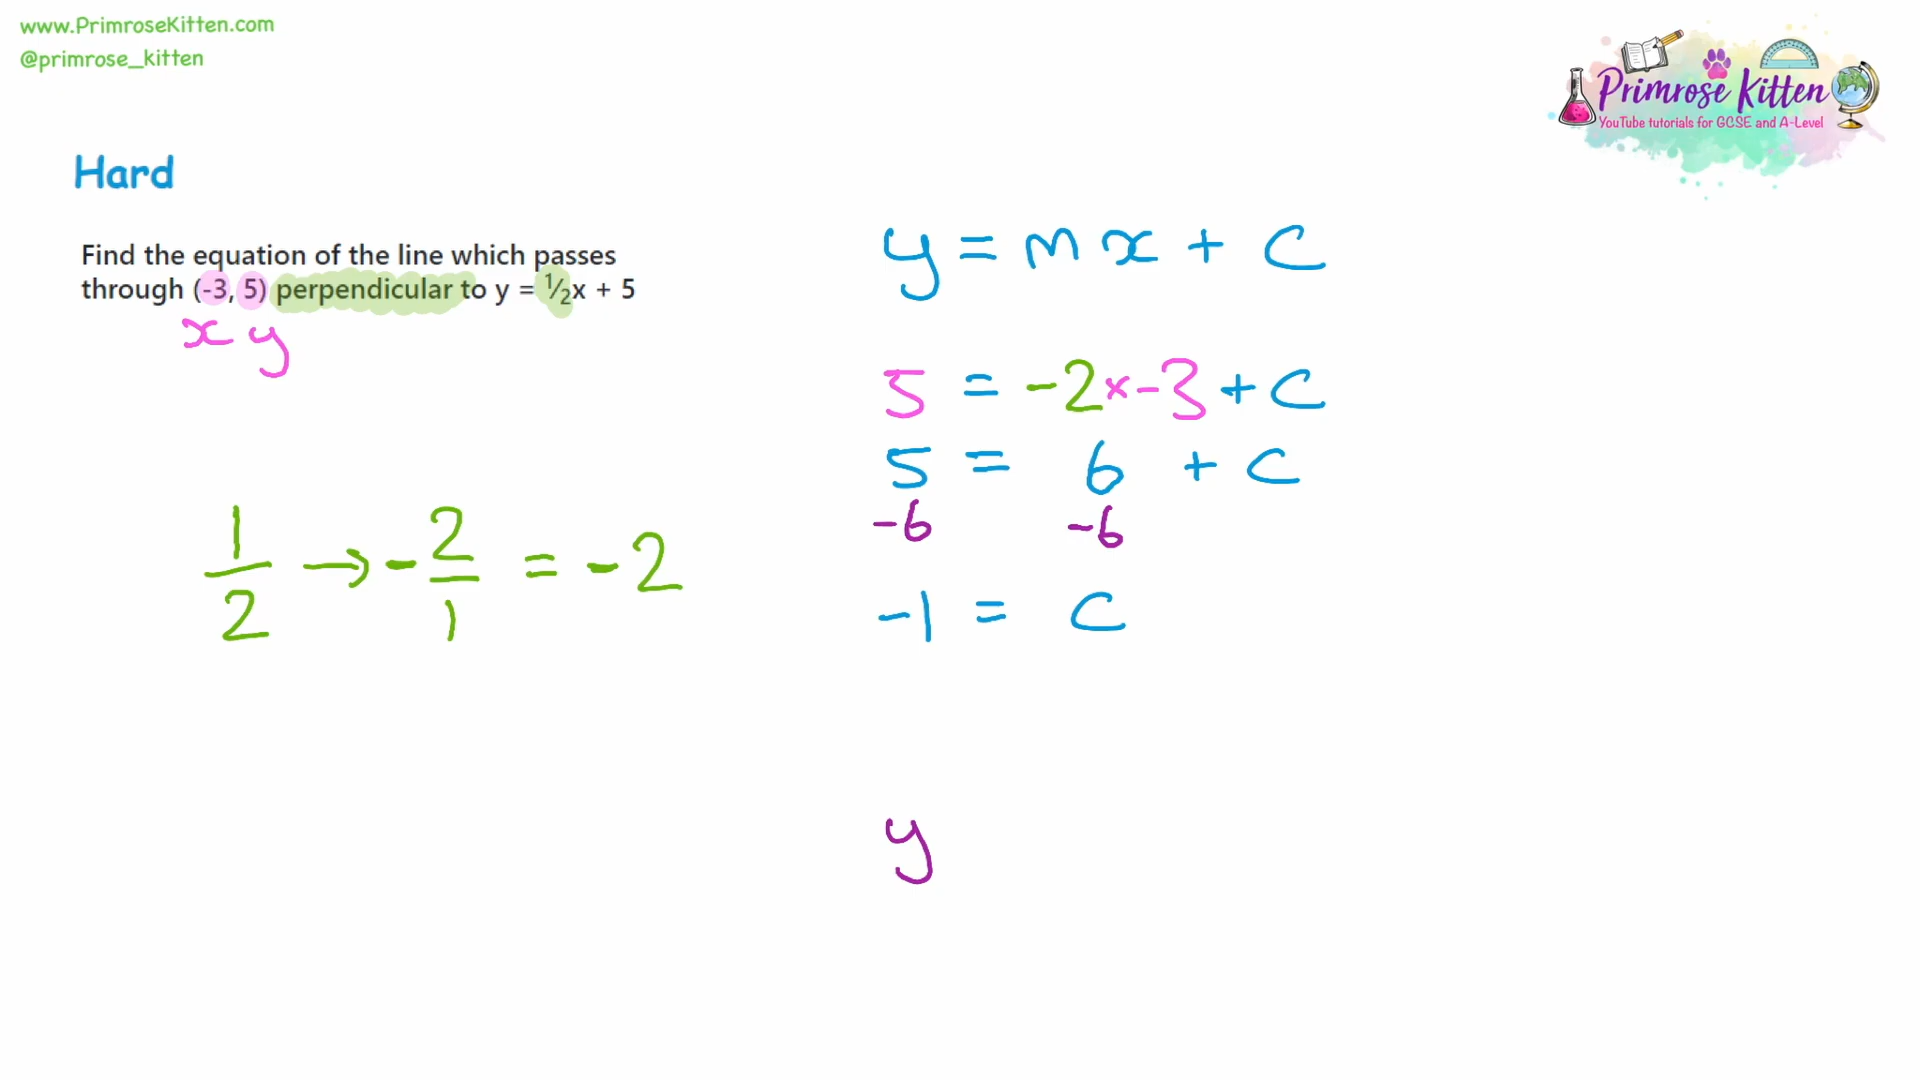 www.PrimroseKitten.com
@primrose_kitten
Primrose Kitten
YouTube tutorials for GCSE and A-Level
Hard
Find the equation of the line which passes
through (-3, 5) perpendicular to y = ½x + 5
x y
1/2 → -2/1 = -2
y = mx + c
5 = -2 × -3 + c
5 = 6 + c
-6 -6
-1 = c
y